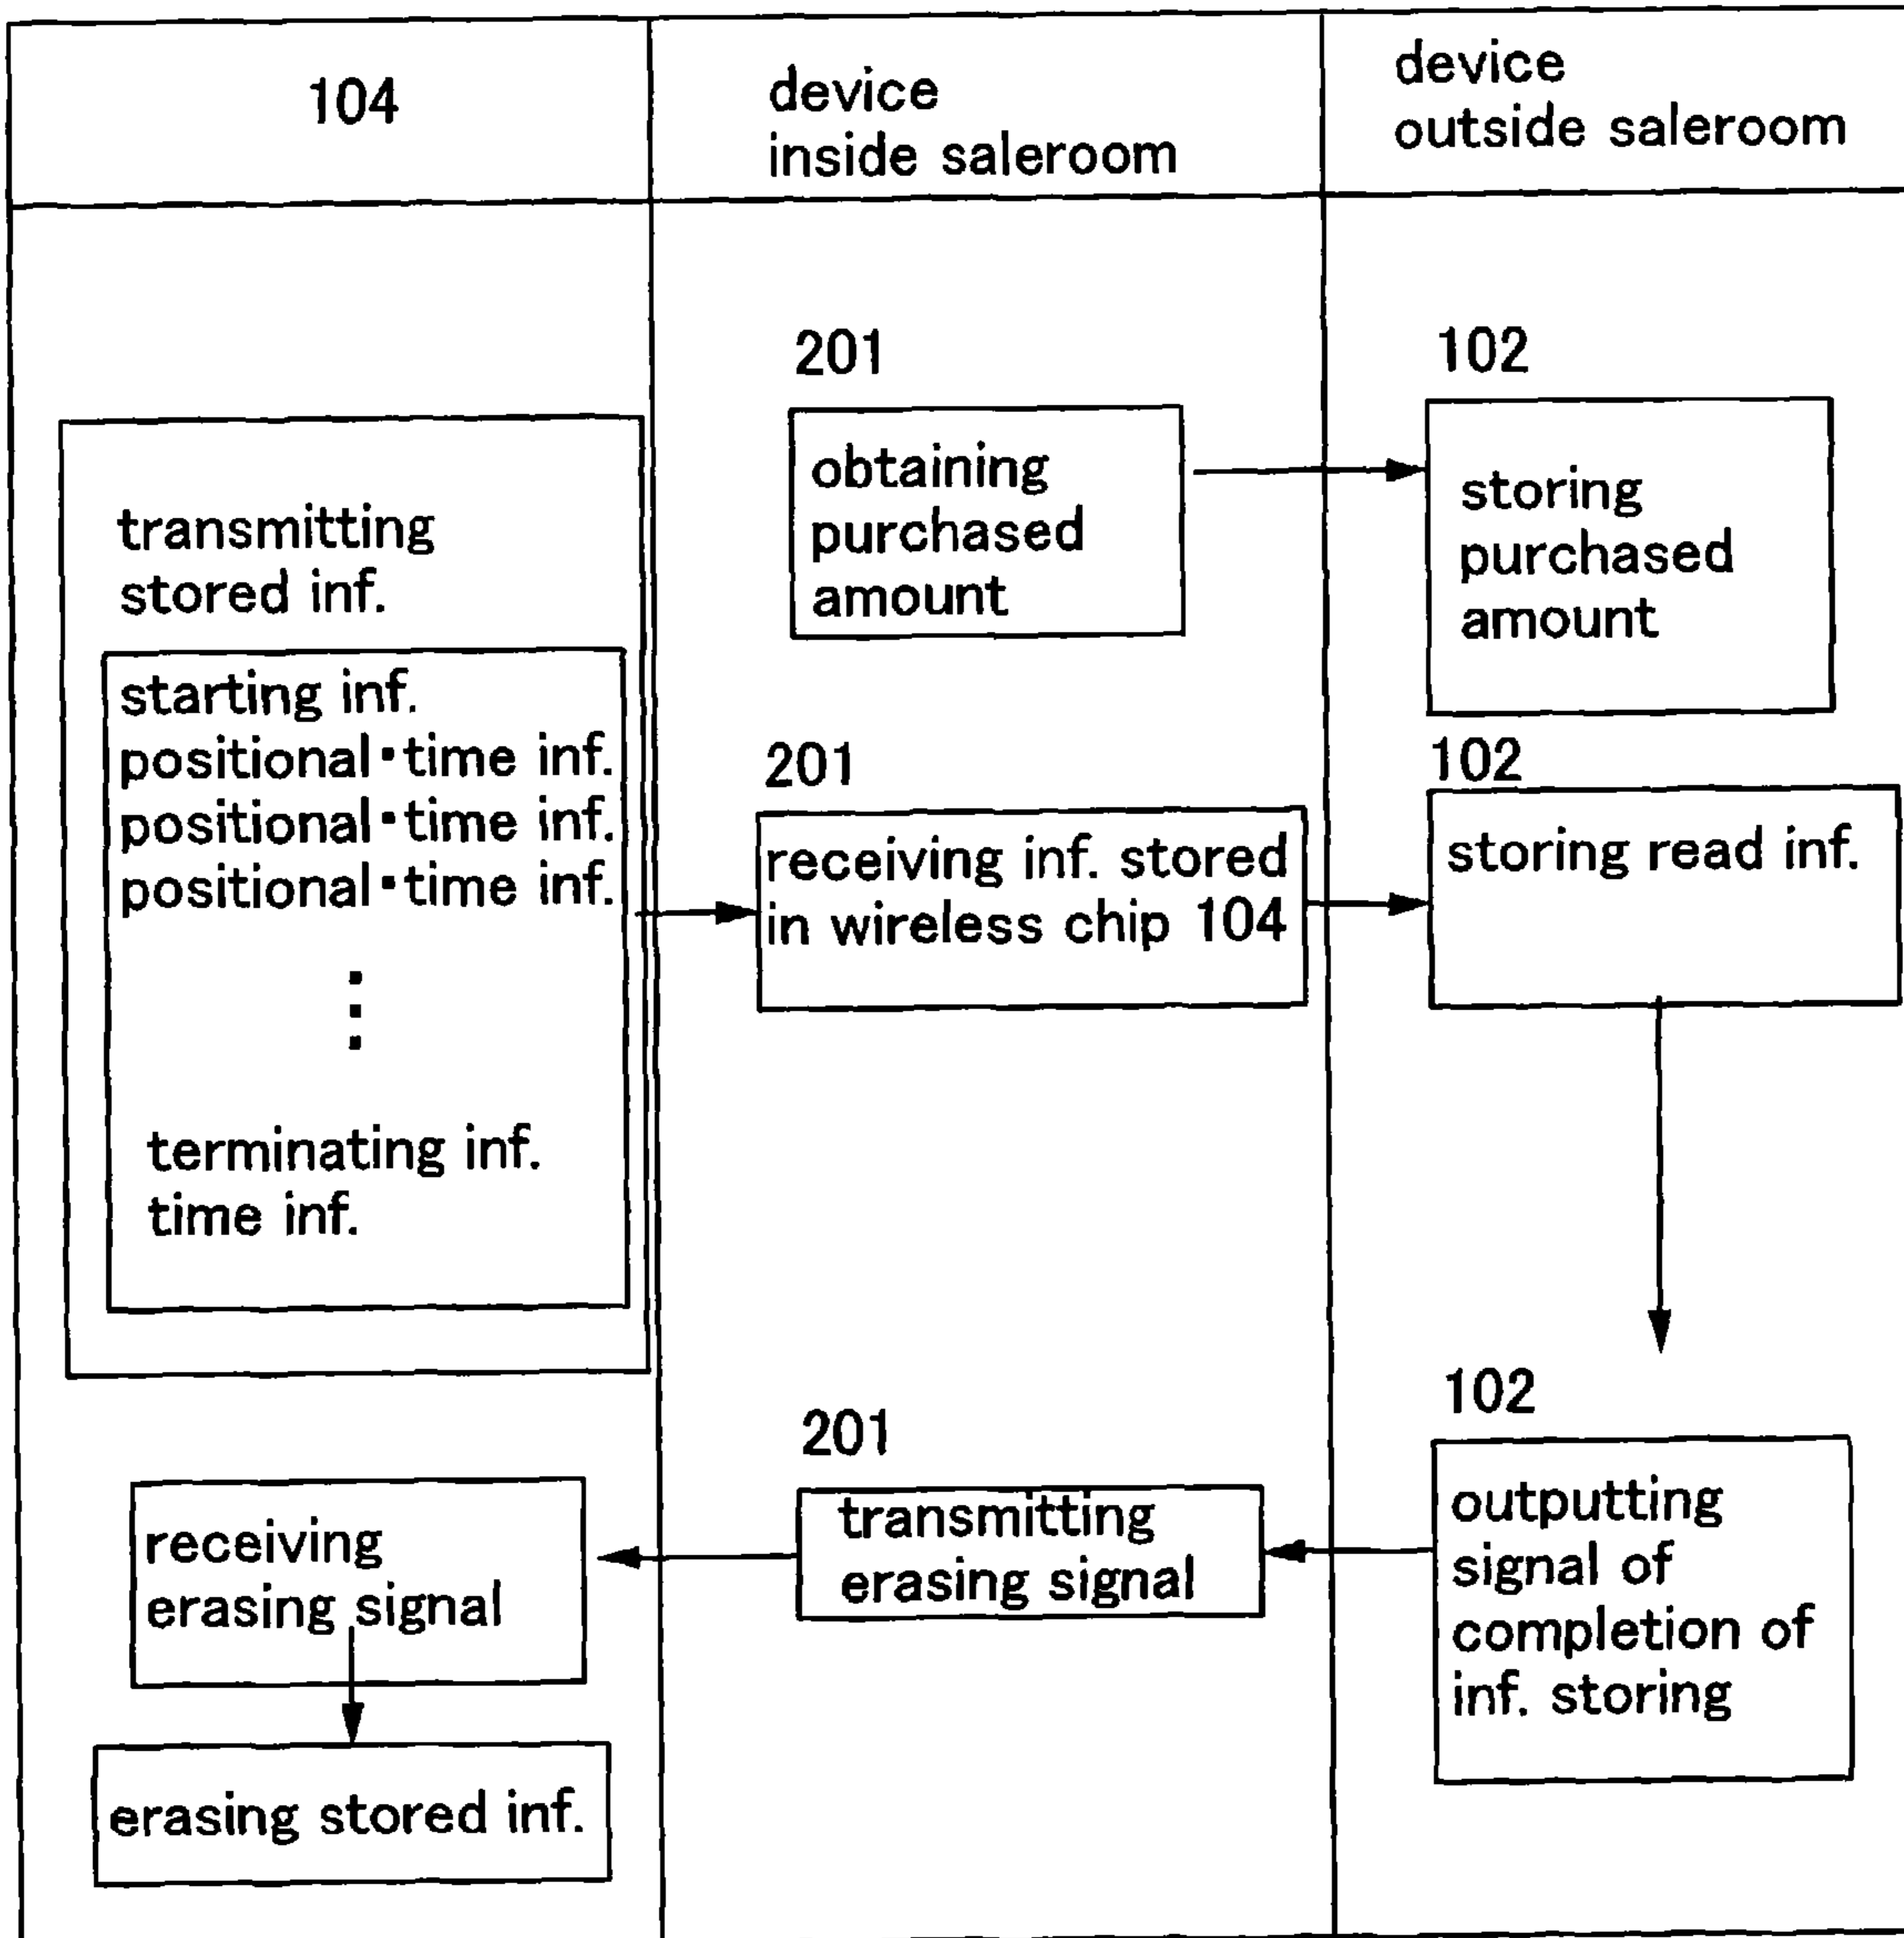 104
device
inside saleroom
device
outside saleroom
transmitting
stored inf.
starting inf.
positional・time inf.
positional・time inf.
positional・time inf.
terminating inf.
time inf.
201
obtaining
purchased
amount
102
storing
purchased
amount
201
receiving inf. stored
in wireless chip 104
102
storing read inf.
102
outputting
signal of
completion of
inf. storing
201
transmitting
erasing signal
receiving
erasing signal
erasing stored inf.